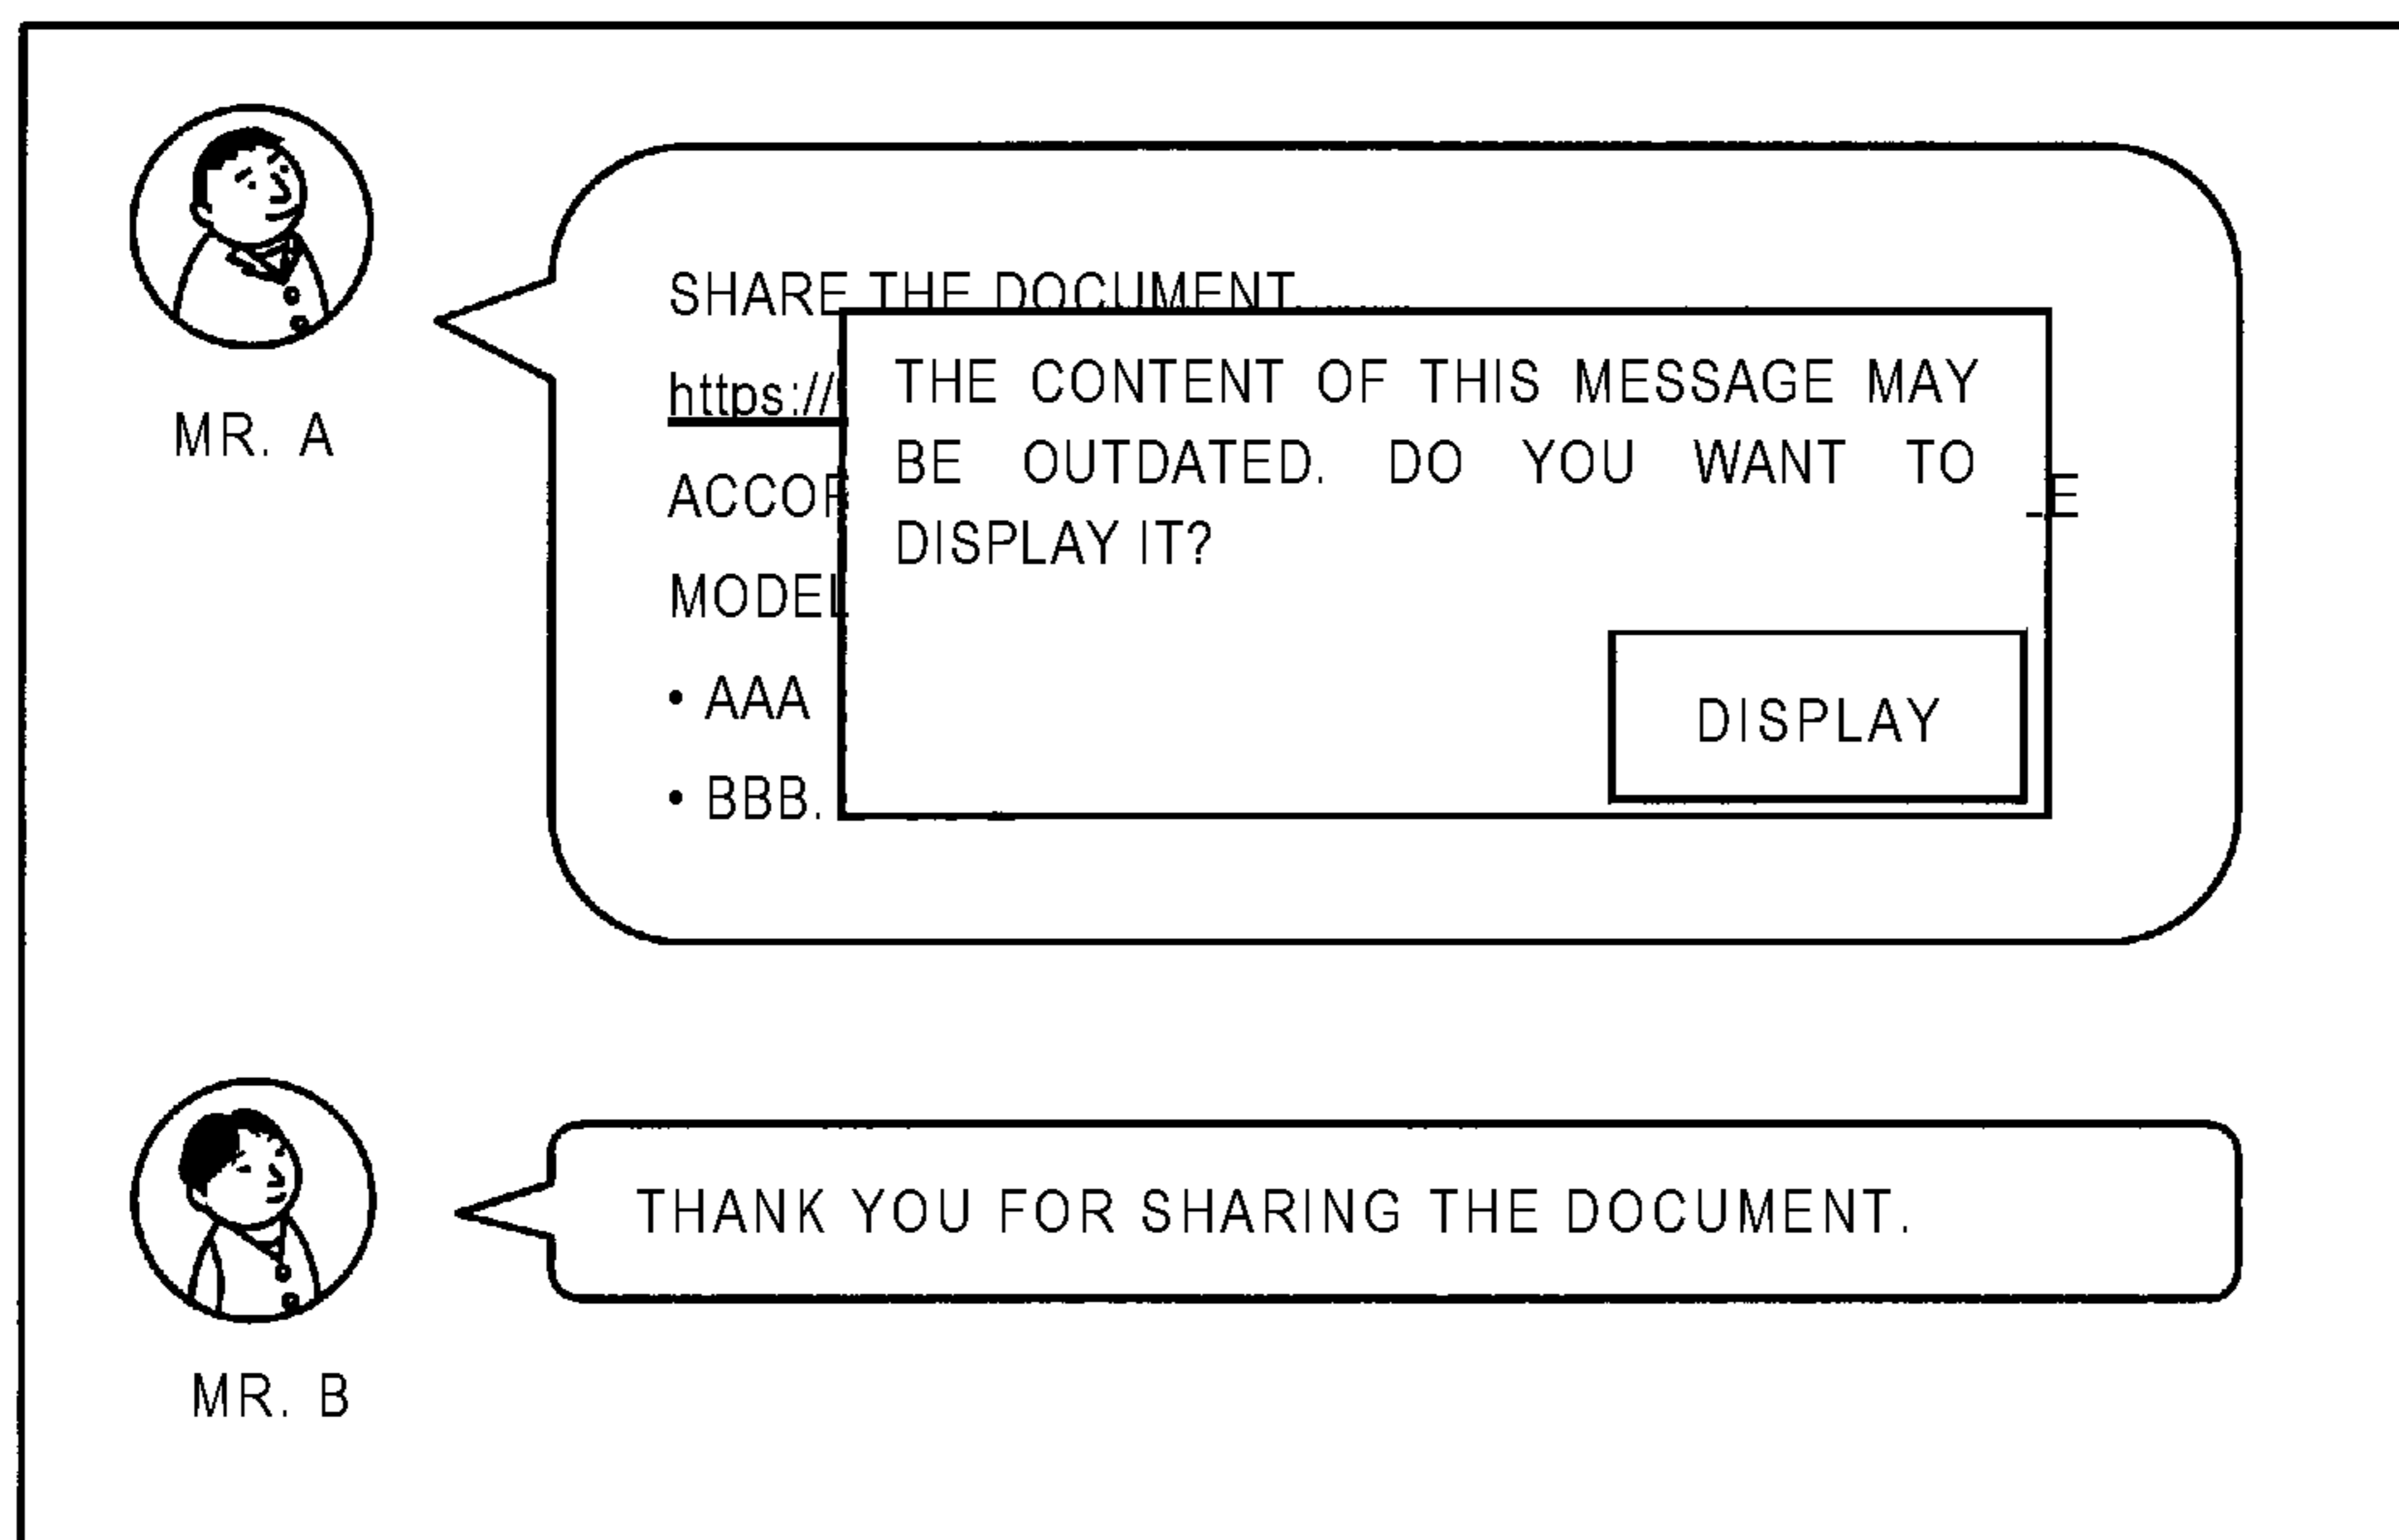 SHARE THE DOCUMENT
https://
THE CONTENT OF THIS MESSAGE MAY
BE OUTDATED. DO YOU WANT TO
DISPLAY IT?
MODEL
• AAA
• BBB.
DISPLAY
MR. A
THANK YOU FOR SHARING THE DOCUMENT.
MR. B